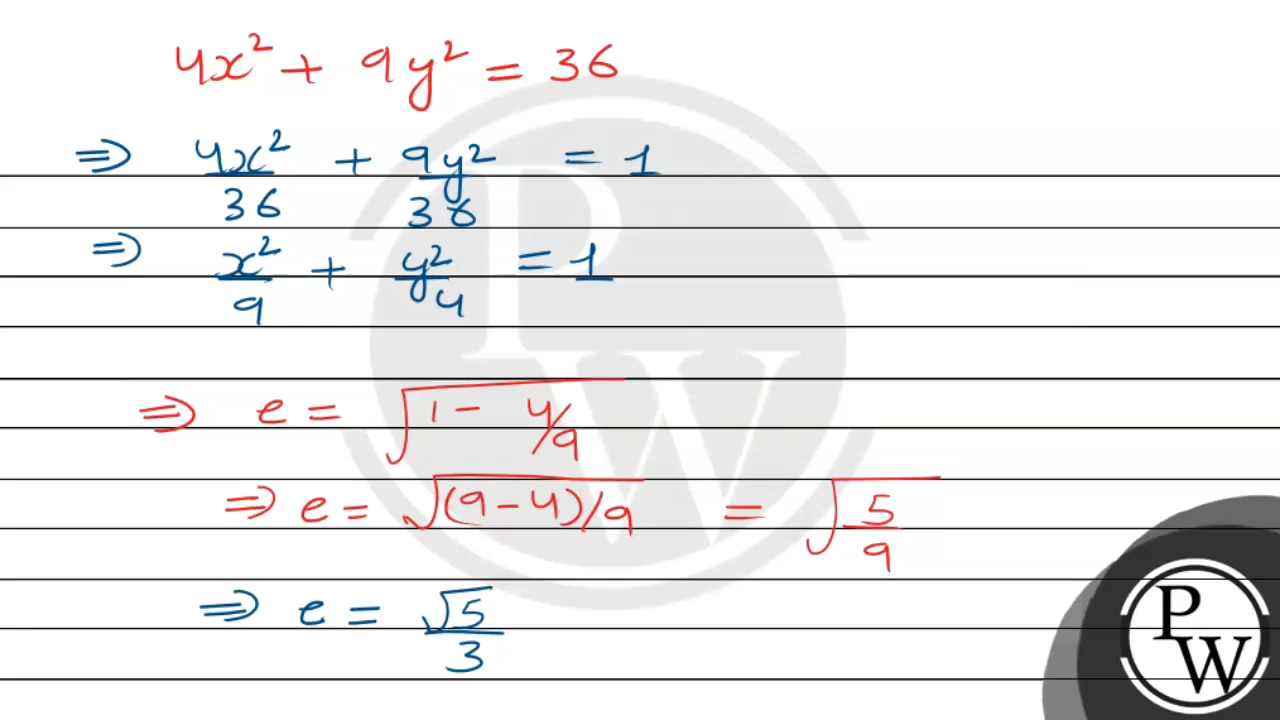 4x² + 9y² = 36
⇒ 4x²/36 + 9y²/36 = 1
⇒ x²/9 + y²/4 = 1
⇒ e = √(1 - 4/9)
⇒ e = √((9-4)/9) = √(5/9)
⇒ e = √5/3
PW
PW